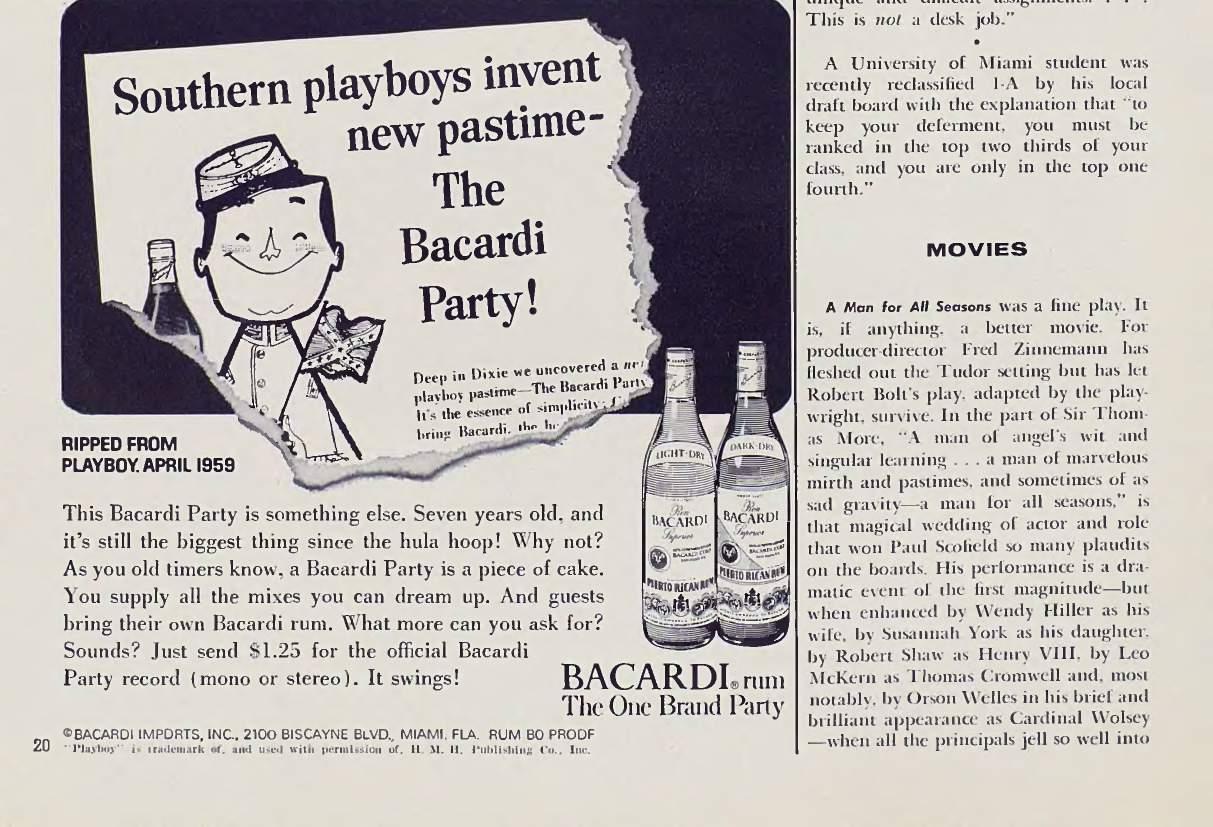 Southern playboys invent
new pastime-
The
Bacardi
Party!
Deep in Dixie we uncovered a
playboy pastime—The Bacardi Party
It's the essence of simplicity:
bring Bacardi, the
RIPPED FROM
PLAYBOY. APRIL 1959
This Bacardi Party is something else. Seven years old, and
it's still the biggest thing since the hula hoop! Why not?
As you old timers know, a Bacardi Party is a piece of cake.
You supply all the mixes you can dream up. And guests
bring their own Bacardi rum. What more can you ask for?
Sounds? Just send $1.25 for the official Bacardi
Party record (mono or stereo). It swings!
LIGHT·DRY
Ron
BACARDI
Superior
PUERTO RICAN RUM
DARK·DRY
Ron
BACARDI
Superior
PUERTO RICAN RUM
BACARDI® rum
The One Brand Party
20
©BACARDI IMPORTS, INC., 2100 BISCAYNE BLVD., MIAMI. FLA. RUM 80 PROOF
"Playboy" is trademark of, and used with permission of, H. M. H. Publishing Co., Inc.
This is not a desk job."
•
A University of Miami student was
recently reclassified 1-A by his local
draft board with the explanation that "to
keep your deferment, you must be
ranked in the top two thirds of your
class, and you are only in the top one
fourth."
MOVIES
A Man for All Seasons was a fine play. It
is, if anything, a better movie. For
producer-director Fred Zinnemann has
fleshed out the Tudor setting but has let
Robert Bolt's play, adapted by the play-
wright, survive. In the part of Sir Thom-
as More, "A man of angel's wit and
singular learning . . . a man of marvelous
mirth and pastimes, and sometimes of as
sad gravity—a man for all seasons," is
that magical wedding of actor and role
that won Paul Scofield so many plaudits
on the boards. His performance is a dra-
matic event of the first magnitude—but
when enhanced by Wendy Hiller as his
wife, by Susannah York as his daughter,
by Robert Shaw as Henry VIII, by Leo
McKern as Thomas Cromwell and, most
notably, by Orson Welles in his brief and
brilliant appearance as Cardinal Wolsey
—when all the principals jell so well into